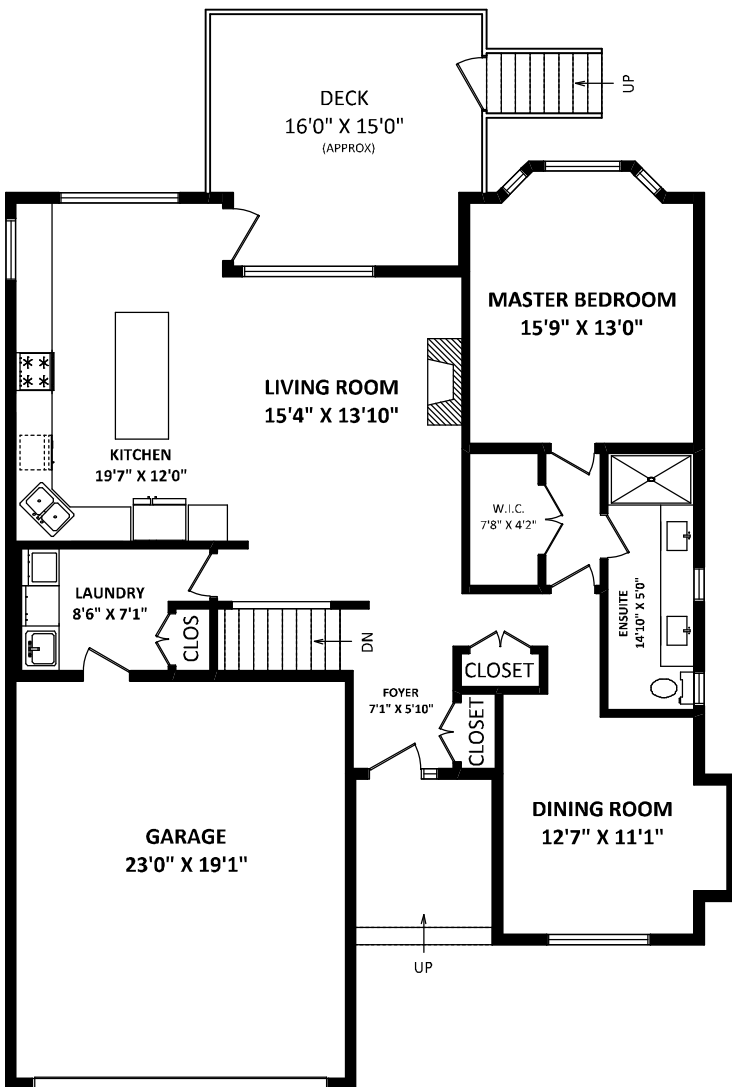 DECK
16'0" X 15'0"
(APPROX)
UP
MASTER BEDROOM
15'9" X 13'0"
LIVING ROOM
15'4" X 13'10"
KITCHEN
19'7" X 12'0"
W.I.C.
7'8" X 4'2"
LAUNDRY
8'6" X 7'1"
CLOS
DN
ENSUITE
14'10" X 5'0"
CLOSET
FOYER
7'1" X 5'10"
CLOSET
DINING ROOM
12'7" X 11'1"
GARAGE
23'0" X 19'1"
UP